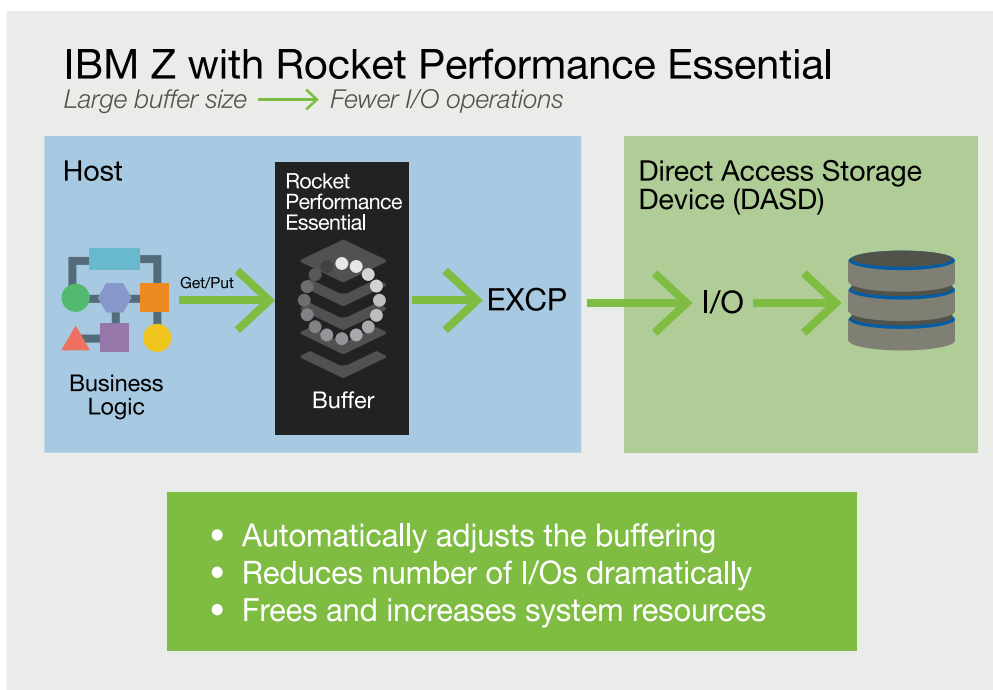 IBM Z with Rocket Performance Essential
Large buffer size
Fewer I/O operations
Host
Rocket
Performance
Essential
Get/Put
Business
Logic
Buffer
EXCP
Direct Access Storage
Device (DASD)
I/O
• Automatically adjusts the buffering
• Reduces number of I/Os dramatically
• Frees and increases system resources